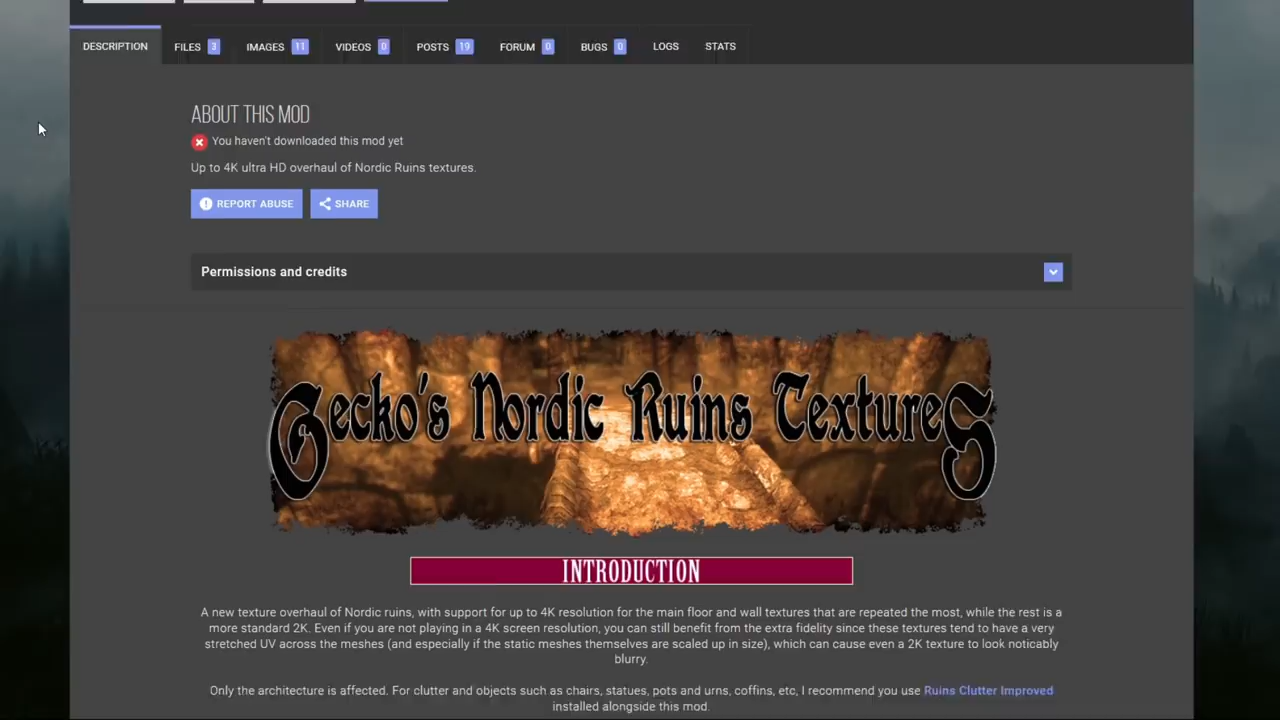 DESCRIPTION FILES 3 IMAGES 11 VIDEOS 0 POSTS 19 FORUM 0 BUGS 0 LOGS STATS
ABOUT THIS MOD
You haven't downloaded this mod yet
Up to 4K ultra HD overhaul of Nordic Ruins textures.
REPORT ABUSE SHARE
Permissions and credits
Gecko's Nordic Ruins Textures
INTRODUCTION
A new texture overhaul of Nordic ruins, with support for up to 4K resolution for the main floor and wall textures that are repeated the most, while the rest is a
more standard 2K. Even if you are not playing in a 4K screen resolution, you can still benefit from the extra fidelity since these textures tend to have a very
stretched UV across the meshes (and especially if the static meshes themselves are scaled up in size), which can cause even a 2K texture to look noticably
blurry.
Only the architecture is affected. For clutter and objects such as chairs, statues, pots and urns, coffins, etc, I recommend you use Ruins Clutter Improved
installed alongside this mod.